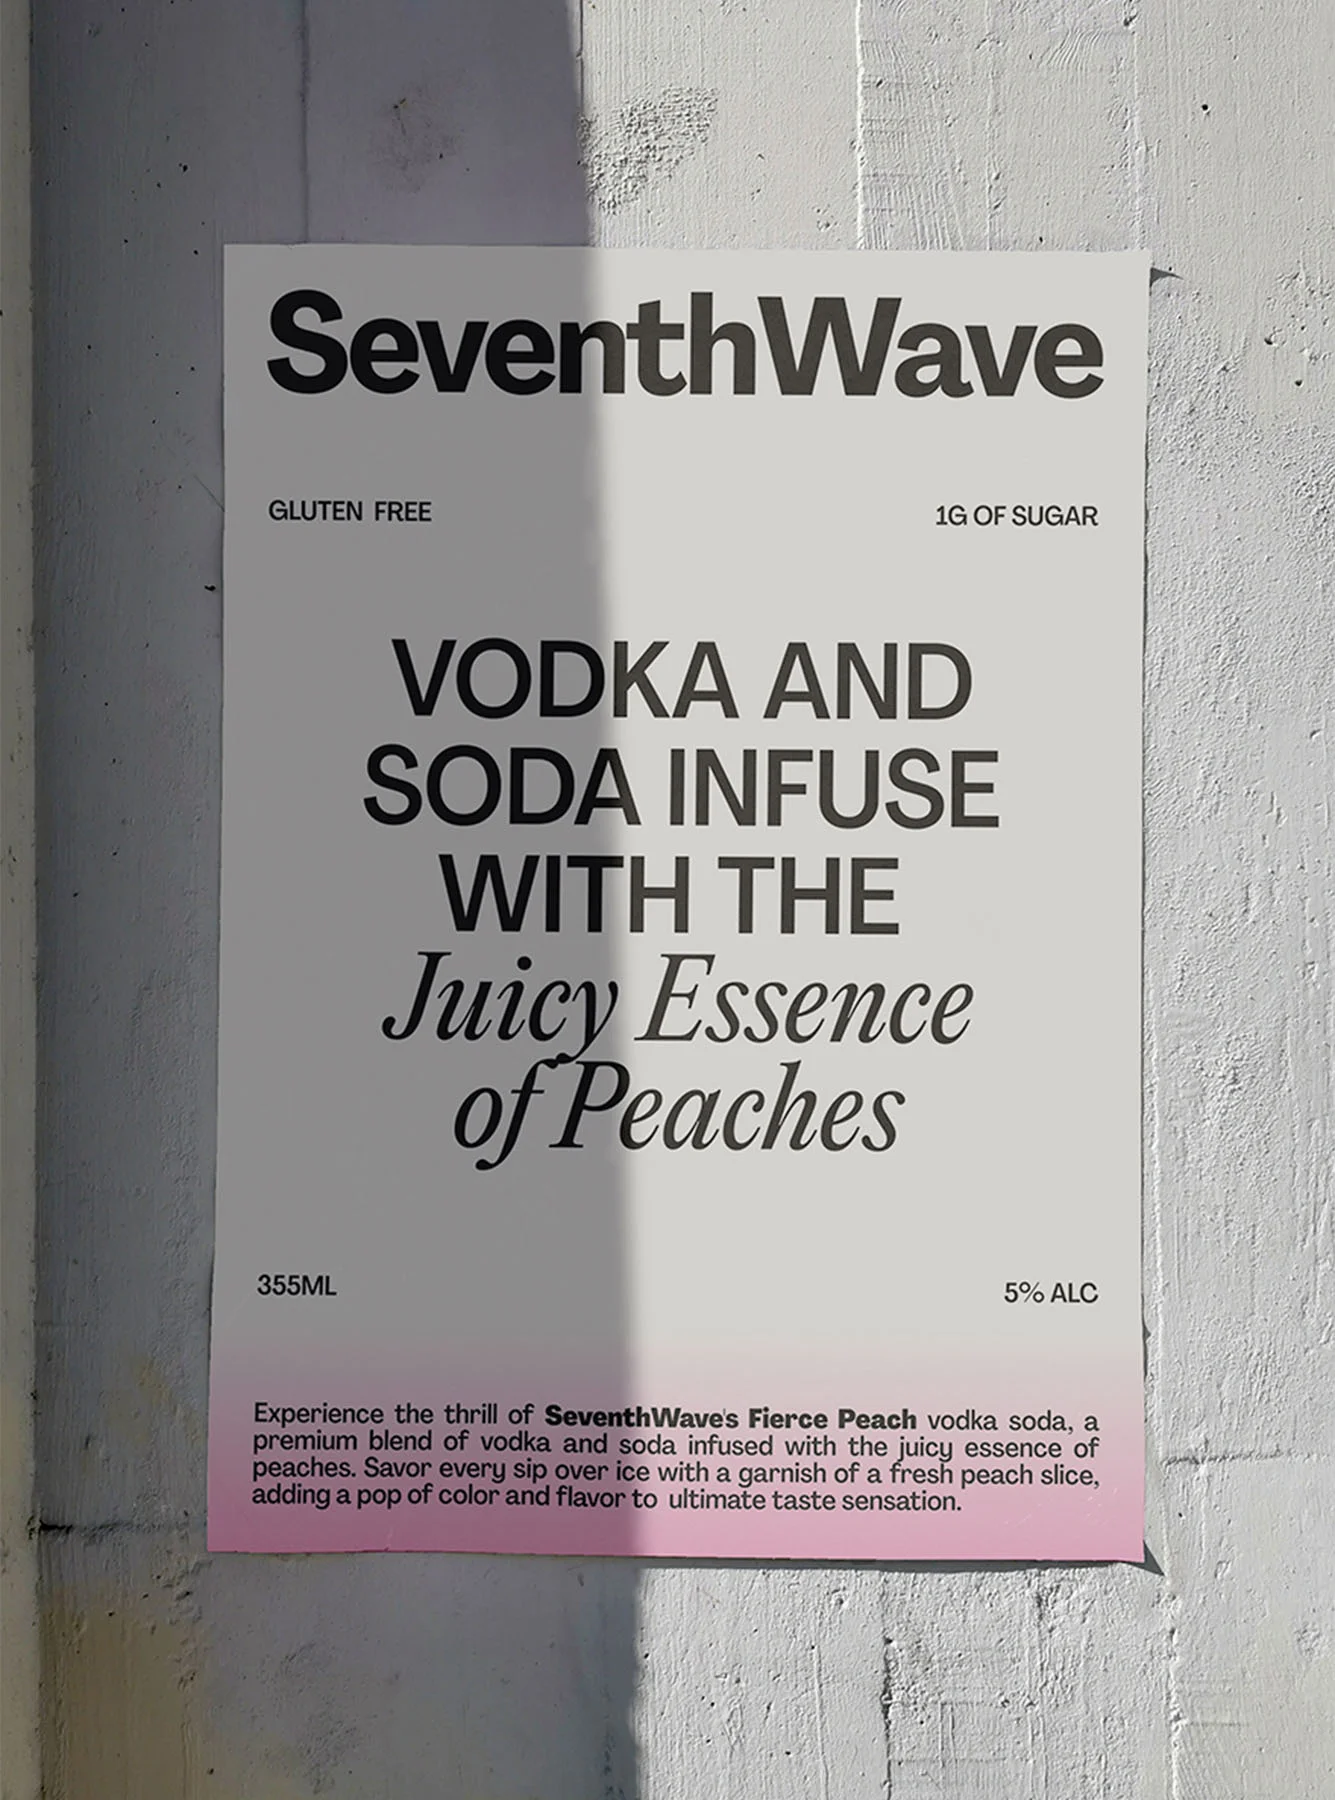 SeventhWave
GLUTEN FREE
1G OF SUGAR
VODKA AND
SODA INFUSE
WITH THE
Juicy Essence
of Peaches
355ML
5% ALC
Experience the thrill of SeventhWave's Fierce Peach vodka soda, a
premium blend of vodka and soda infused with the juicy essence of
peaches. Savor every sip over ice with a garnish of a fresh peach slice,
adding a pop of color and flavor to ultimate taste sensation.